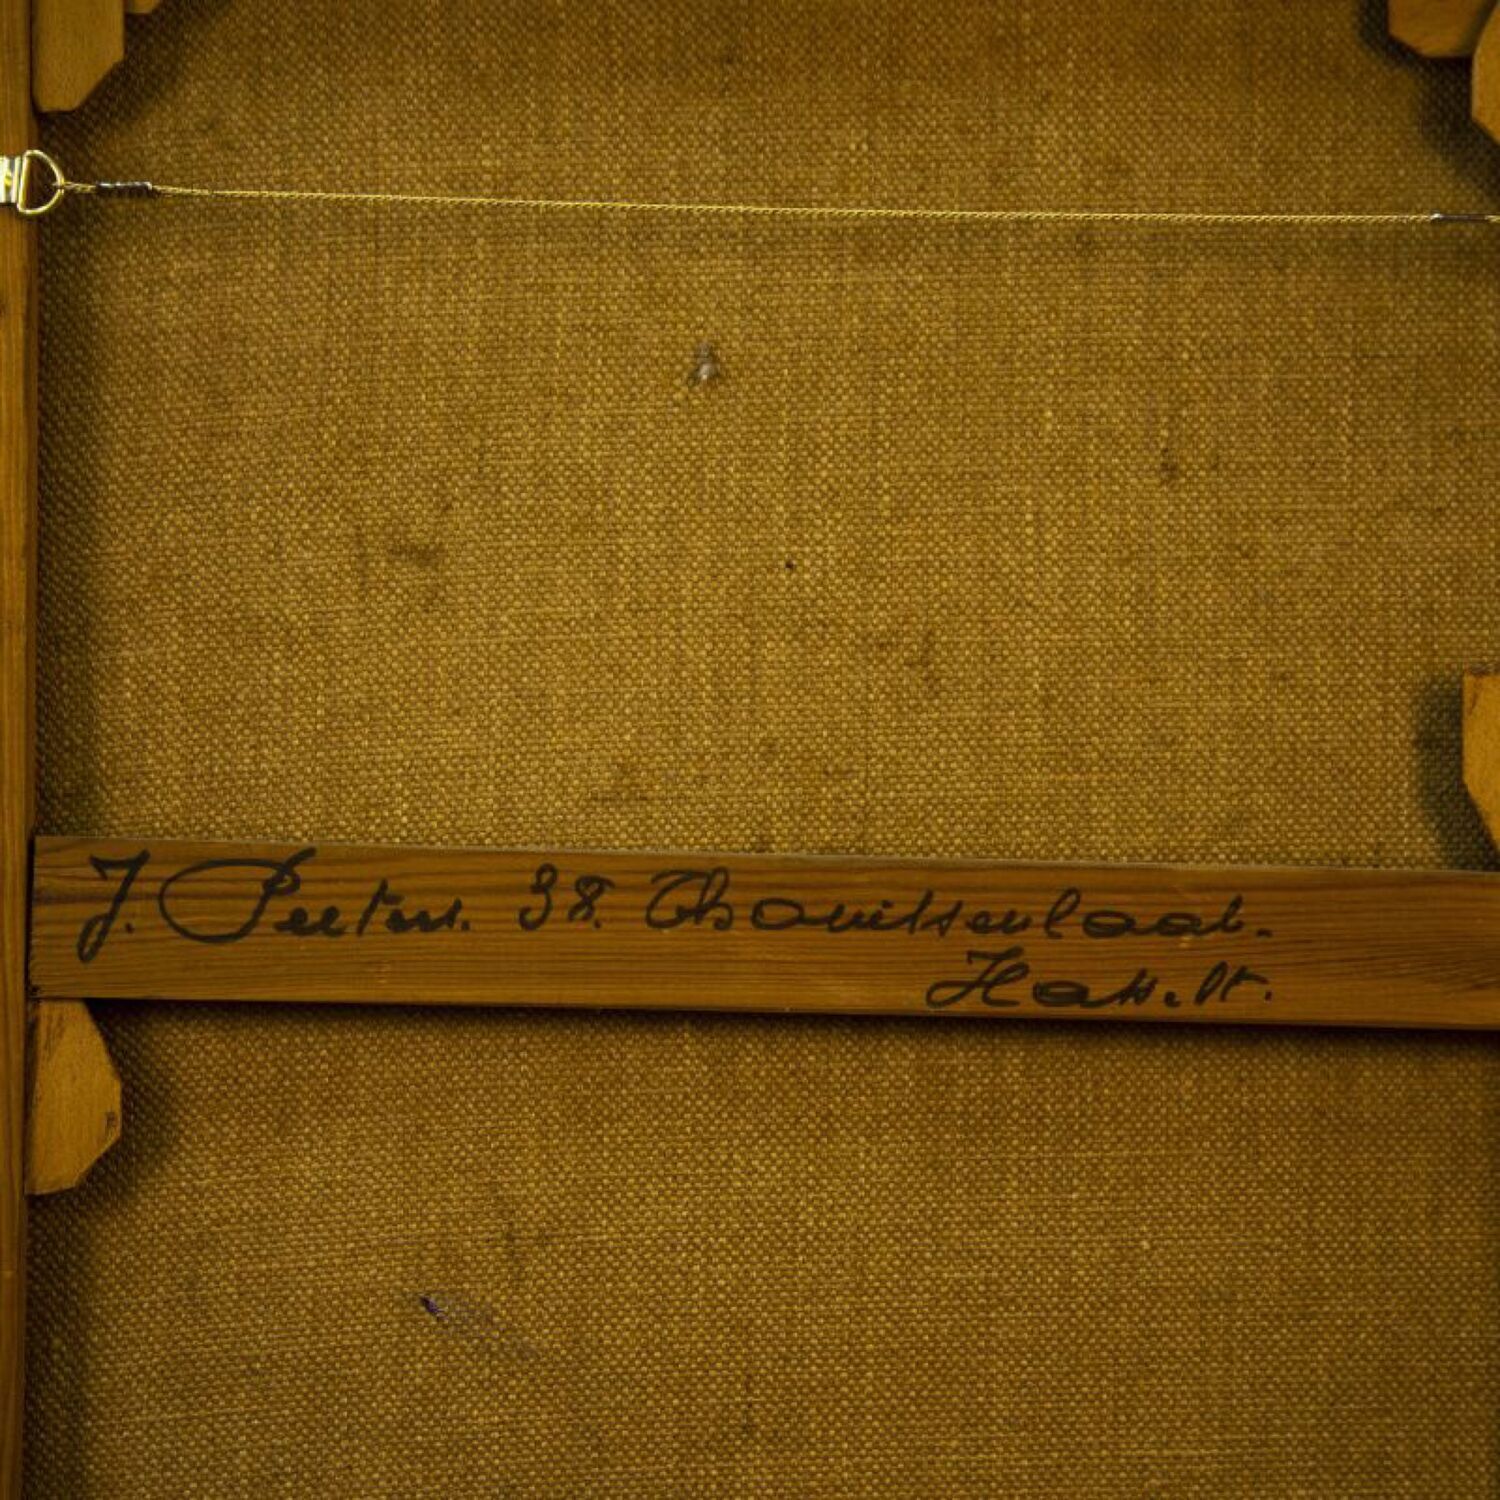 J. Peeters. 38. Thonissenlaan.
Hasselt.